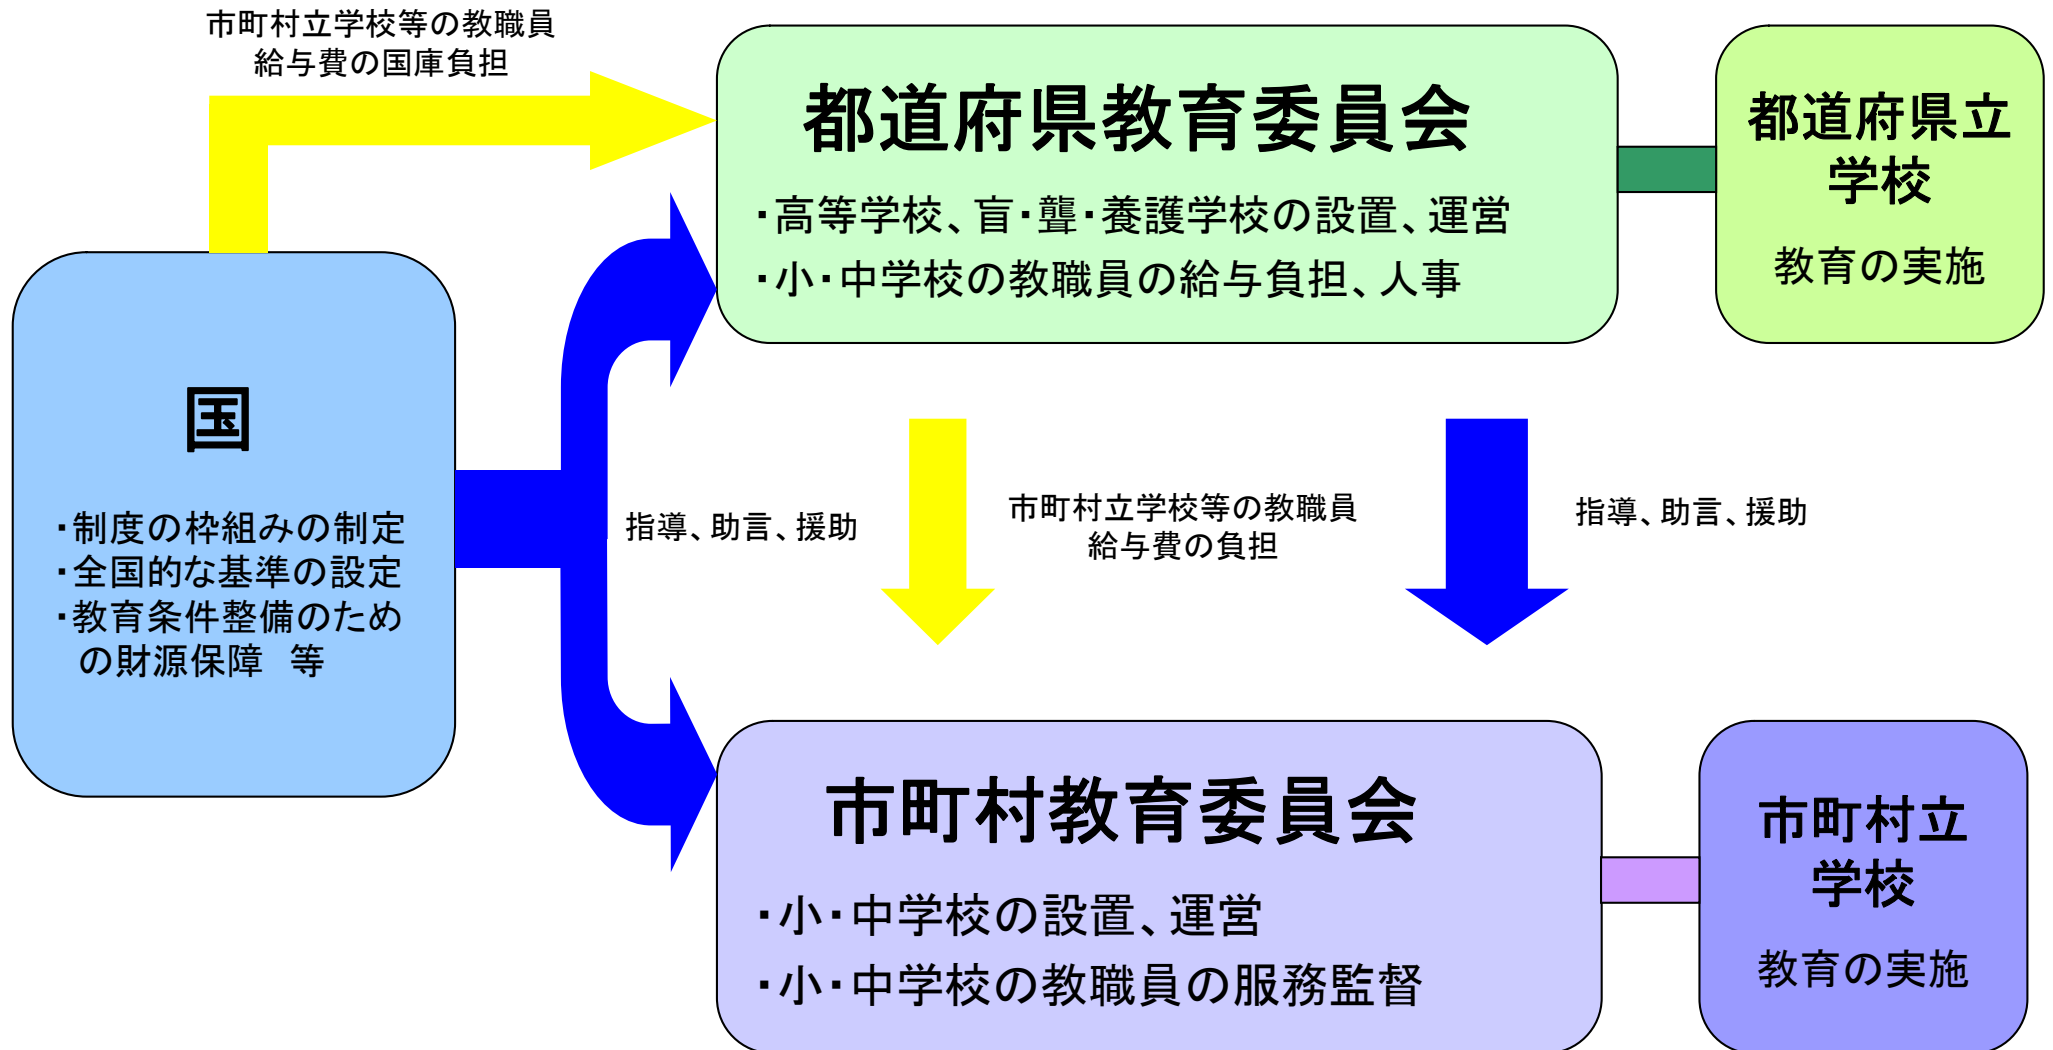 市町村立学校等の教職員
給与費の国庫負担
都道府県教育委員会
・高等学校、盲・聾・養護学校の設置、運営
・小・中学校の教職員の給与負担、人事
都道府県立
学校
教育の実施
国
・制度の枠組みの制定
・全国的な基準の設定
・教育条件整備のため
の財源保障　等
指導、助言、援助
市町村立学校等の教職員
給与費の負担
指導、助言、援助
市町村教育委員会
・小・中学校の設置、運営
・小・中学校の教職員の服務監督
市町村立
学校
教育の実施